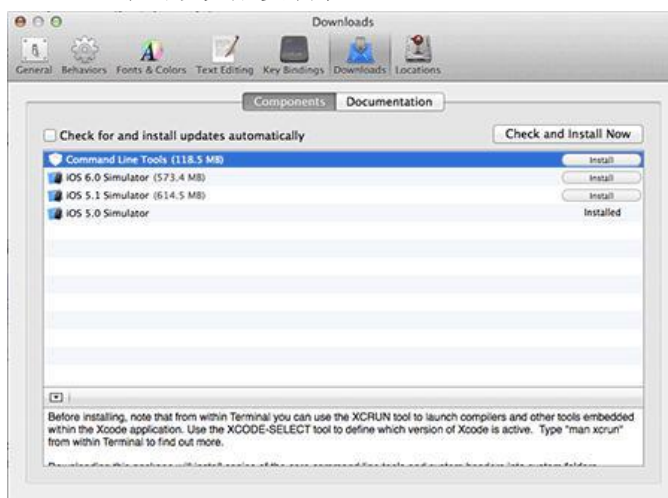 Downloads
General Behaviors Fonts & Colors Text Editing Key Bindings Downloads Locations
Components Documentation
Check for and install updates automatically Check and Install Now
Command Line Tools (118.5 MB) Install
iOS 6.0 Simulator (573.4 MB) Install
iOS 5.1 Simulator (614.5 MB) Install
iOS 5.0 Simulator Installed
Before installing, note that from within Terminal you can use the XCRUN tool to launch compilers and other tools embedded
within the Xcode application. Use the XCODE-SELECT tool to define which version of Xcode is active. Type "man xcrun"
from within Terminal to find out more.